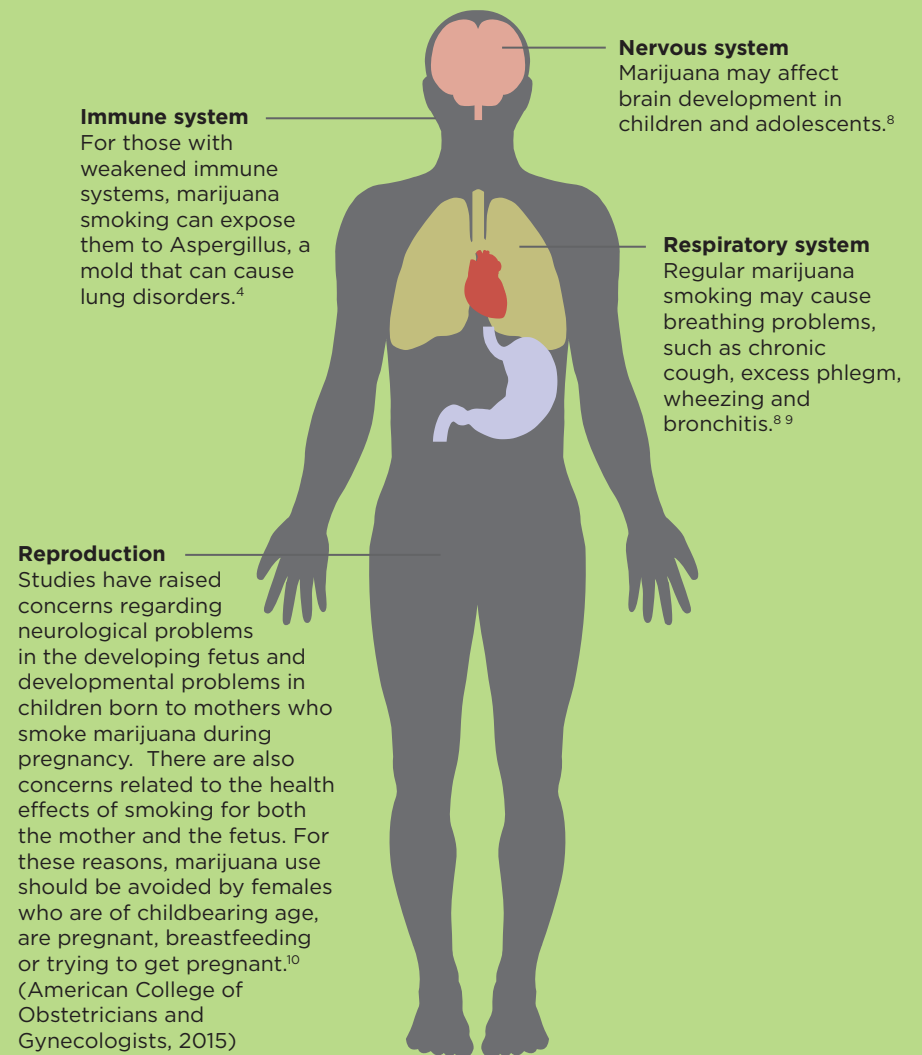 Nervous system
Marijuana may affect
brain development in
children and adolescents.⁸
Immune system
For those with
weakened immune
systems, marijuana
smoking can expose
them to Aspergillus, a
mold that can cause
lung disorders.⁴
Respiratory system
Regular marijuana
smoking may cause
breathing problems,
such as chronic
cough, excess phlegm,
wheezing and
bronchitis.⁸ ⁹
Reproduction
Studies have raised
concerns regarding
neurological problems
in the developing fetus and
developmental problems in
children born to mothers who
smoke marijuana during
pregnancy.  There are also
concerns related to the health
effects of smoking for both
the mother and the fetus. For
these reasons, marijuana use
should be avoided by females
who are of childbearing age,
are pregnant, breastfeeding
or trying to get pregnant.¹⁰
(American College of
Obstetricians and
Gynecologists, 2015)